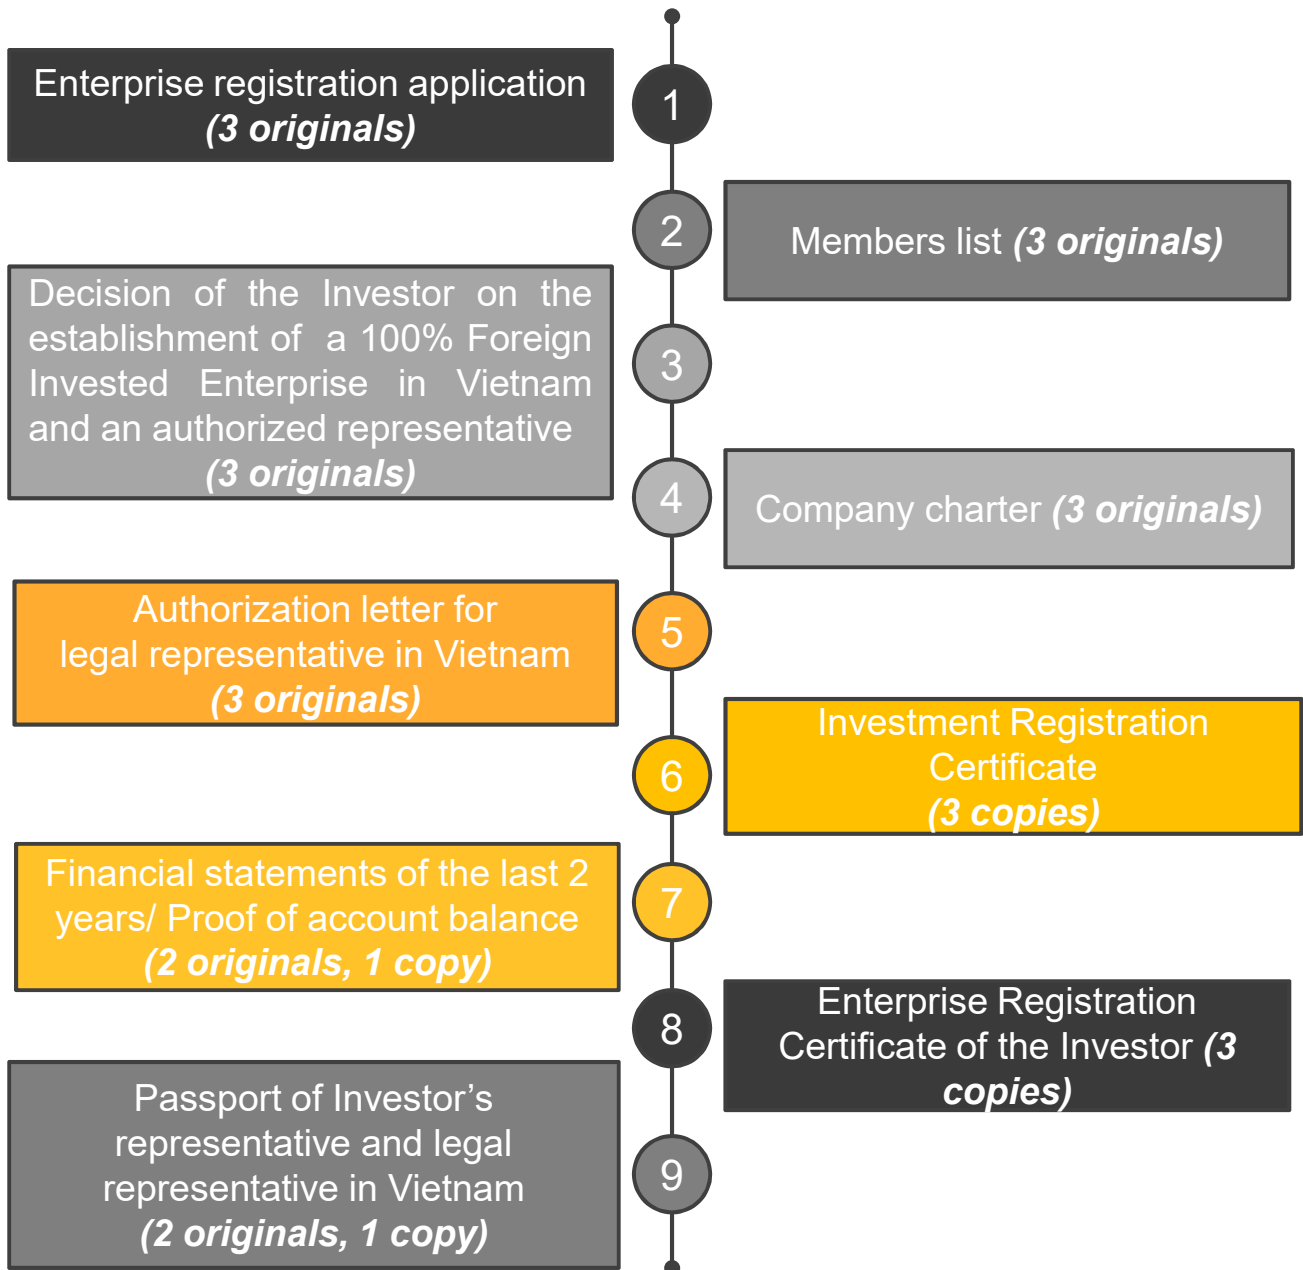 Enterprise registration application
(3 originals)
1
2
Members list (3 originals)
Decision of the Investor on the
establishment of a 100% Foreign
Invested Enterprise in Vietnam
and an authorized representative
(3 originals)
3
4
Company charter (3 originals)
Authorization letter for
legal representative in Vietnam
(3 originals)
5
6
Investment Registration
Certificate
(3 copies)
Financial statements of the last 2
years/ Proof of account balance
(2 originals, 1 copy)
7
8
Enterprise Registration
Certificate of the Investor (3
copies)
Passport of Investor’s
representative and legal
representative in Vietnam
(2 originals, 1 copy)
9